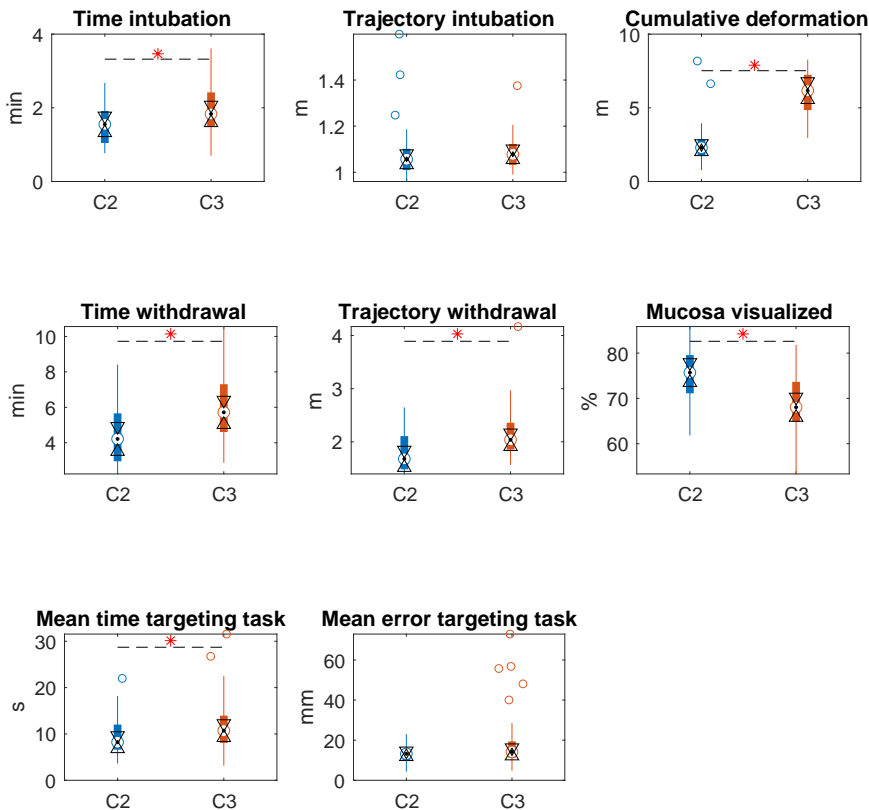 Time intubation
Trajectory intubation
Cumulative deformation
4
2
0
min
C2
C3
1.4
1.2
1
m
C2
C3
10
5
0
m
C2
C3
Time withdrawal
Trajectory withdrawal
Mucosa visualized
10
8
6
4
min
C2
C3
4
3
2
m
C2
C3
80
70
60
%
C2
C3
Mean time targeting task
Mean error targeting task
30
20
10
0
s
C2
C3
60
40
20
0
mm
C2
C3